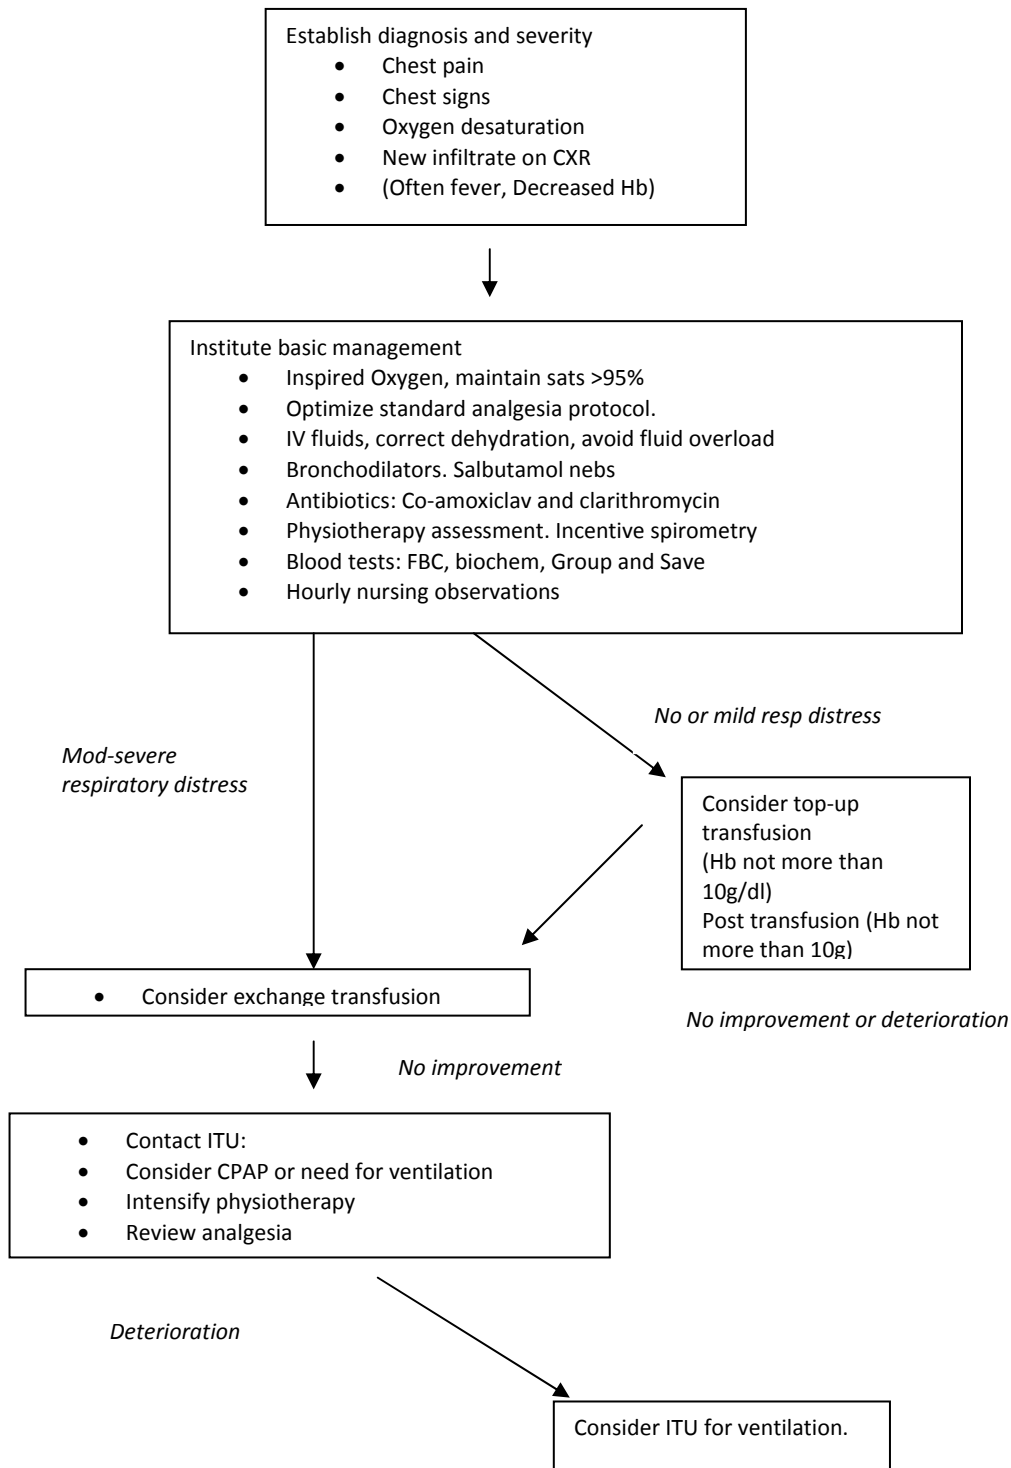 Establish diagnosis and severity
• Chest pain
• Chest signs
• Oxygen desaturation
• New infiltrate on CXR
• (Often fever, Decreased Hb)
Institute basic management
• Inspired Oxygen, maintain sats >95%
• Optimize standard analgesia protocol.
• IV fluids, correct dehydration, avoid fluid overload
• Bronchodilators. Salbutamol nebs
• Antibiotics: Co-amoxiclav and clarithromycin
• Physiotherapy assessment. Incentive spirometry
• Blood tests: FBC, biochem, Group and Save
• Hourly nursing observations
No or mild resp distress
Mod-severe
respiratory distress
Consider top-up
transfusion
(Hb not more than
10g/dl)
Post transfusion (Hb not
more than 10g)
• Consider exchange transfusion
No improvement or deterioration
No improvement
• Contact ITU:
• Consider CPAP or need for ventilation
• Intensify physiotherapy
• Review analgesia
Deterioration
Consider ITU for ventilation.